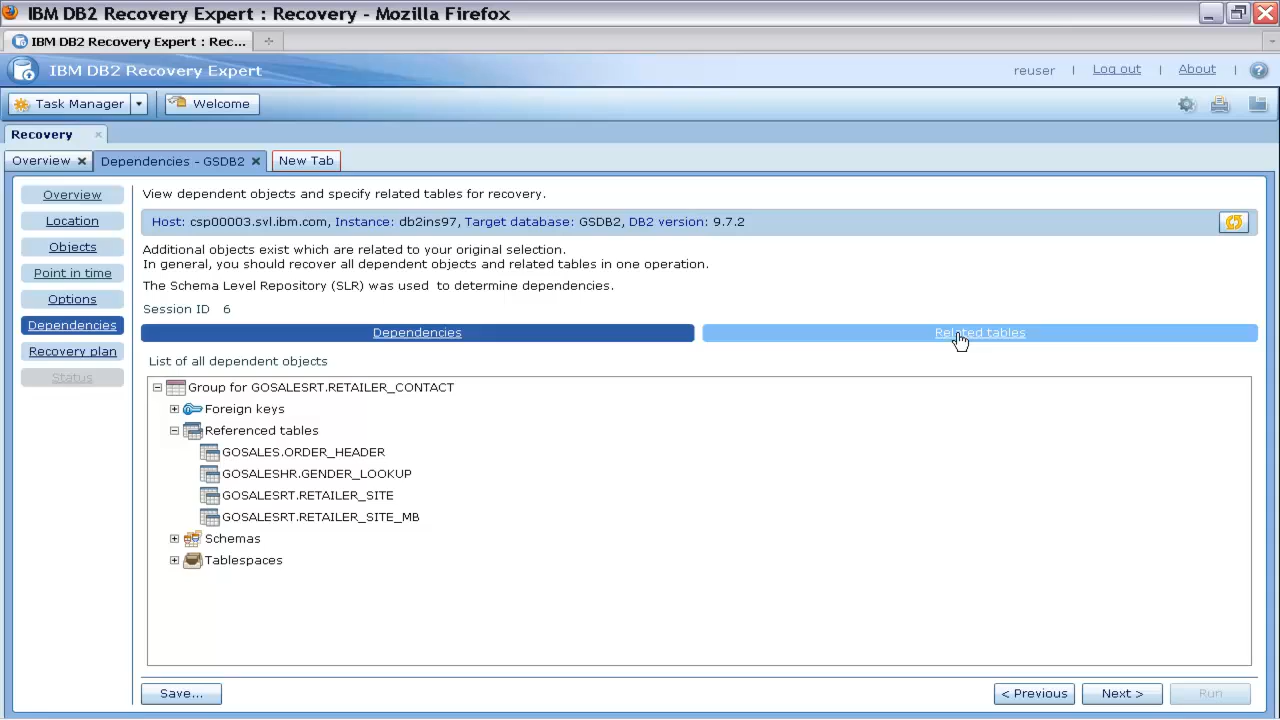 IBM DB2 Recovery Expert : Recovery - Mozilla Firefox
IBM DB2 Recovery Expert : Rec...
IBM DB2 Recovery Expert
reuser | Log out | About | ?
Task Manager Welcome
Recovery
Overview Dependencies - GSDB2 New Tab
Overview
Location
Objects
Point in time
Options
Dependencies
Recovery plan
Status
View dependent objects and specify related tables for recovery.
Host: csp00003.svl.ibm.com, Instance: db2ins97, Target database: GSDB2, DB2 version: 9.7.2
Additional objects exist which are related to your original selection.
In general, you should recover all dependent objects and related tables in one operation.
The Schema Level Repository (SLR) was used to determine dependencies.
Session ID 6
Dependencies Related tables
List of all dependent objects
Group for GOSALESRT.RETAILER_CONTACT
Foreign keys
Referenced tables
GOSALES.ORDER_HEADER
GOSALESHR.GENDER_LOOKUP
GOSALESRT.RETAILER_SITE
GOSALESRT.RETAILER_SITE_MB
Schemas
Tablespaces
Save... < Previous Next > Run